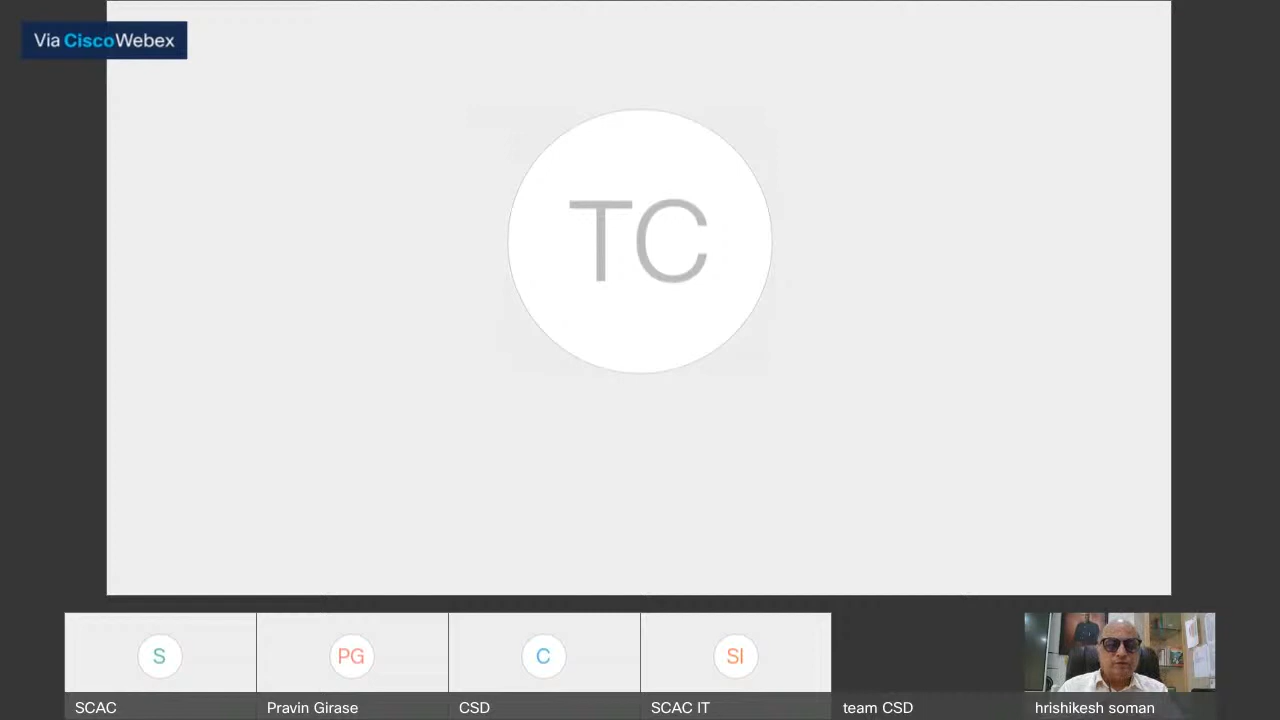 Via CiscoWebex
TC
S
PG
C
SI
SCAC
Pravin Girase
CSD
SCAC IT
team CSD
hrishikesh soman